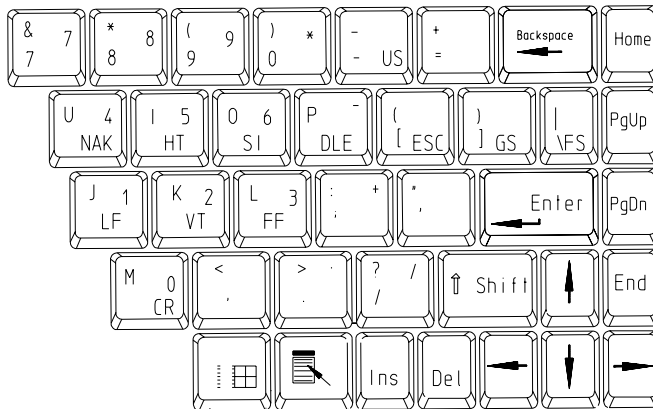 & 7 * 8 ( 9 ) * - + Backspace Home
7 8 9 0 - US =
U 4 I 5 O 6 P - ( ) | PgUp
NAK HT SI DLE [ ESC ] GS \FS
J 1 K 2 L 3 : + " Enter PgDn
LF VT FF ; ,
M 0 < > . ? / ⇧ Shift End
CR , . /
Ins Del